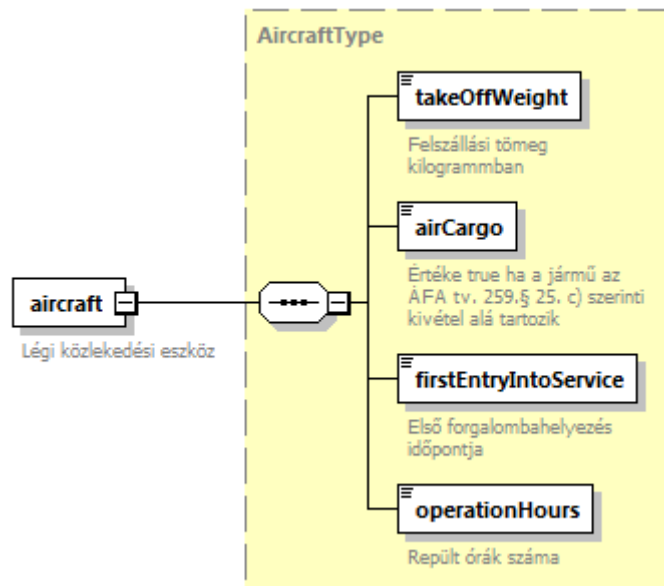 AircraftType
takeOffWeight
Felszállási tömeg
kilogrammban
airCargo
Értéke true ha a jármű az
ÁFA tv. 259.§ 25. c) szerinti
kivétel alá tartozik
aircraft
Légi közlekedési eszköz
firstEntryIntoService
Első forgalombahelyezés
időpontja
operationHours
Repült órák száma